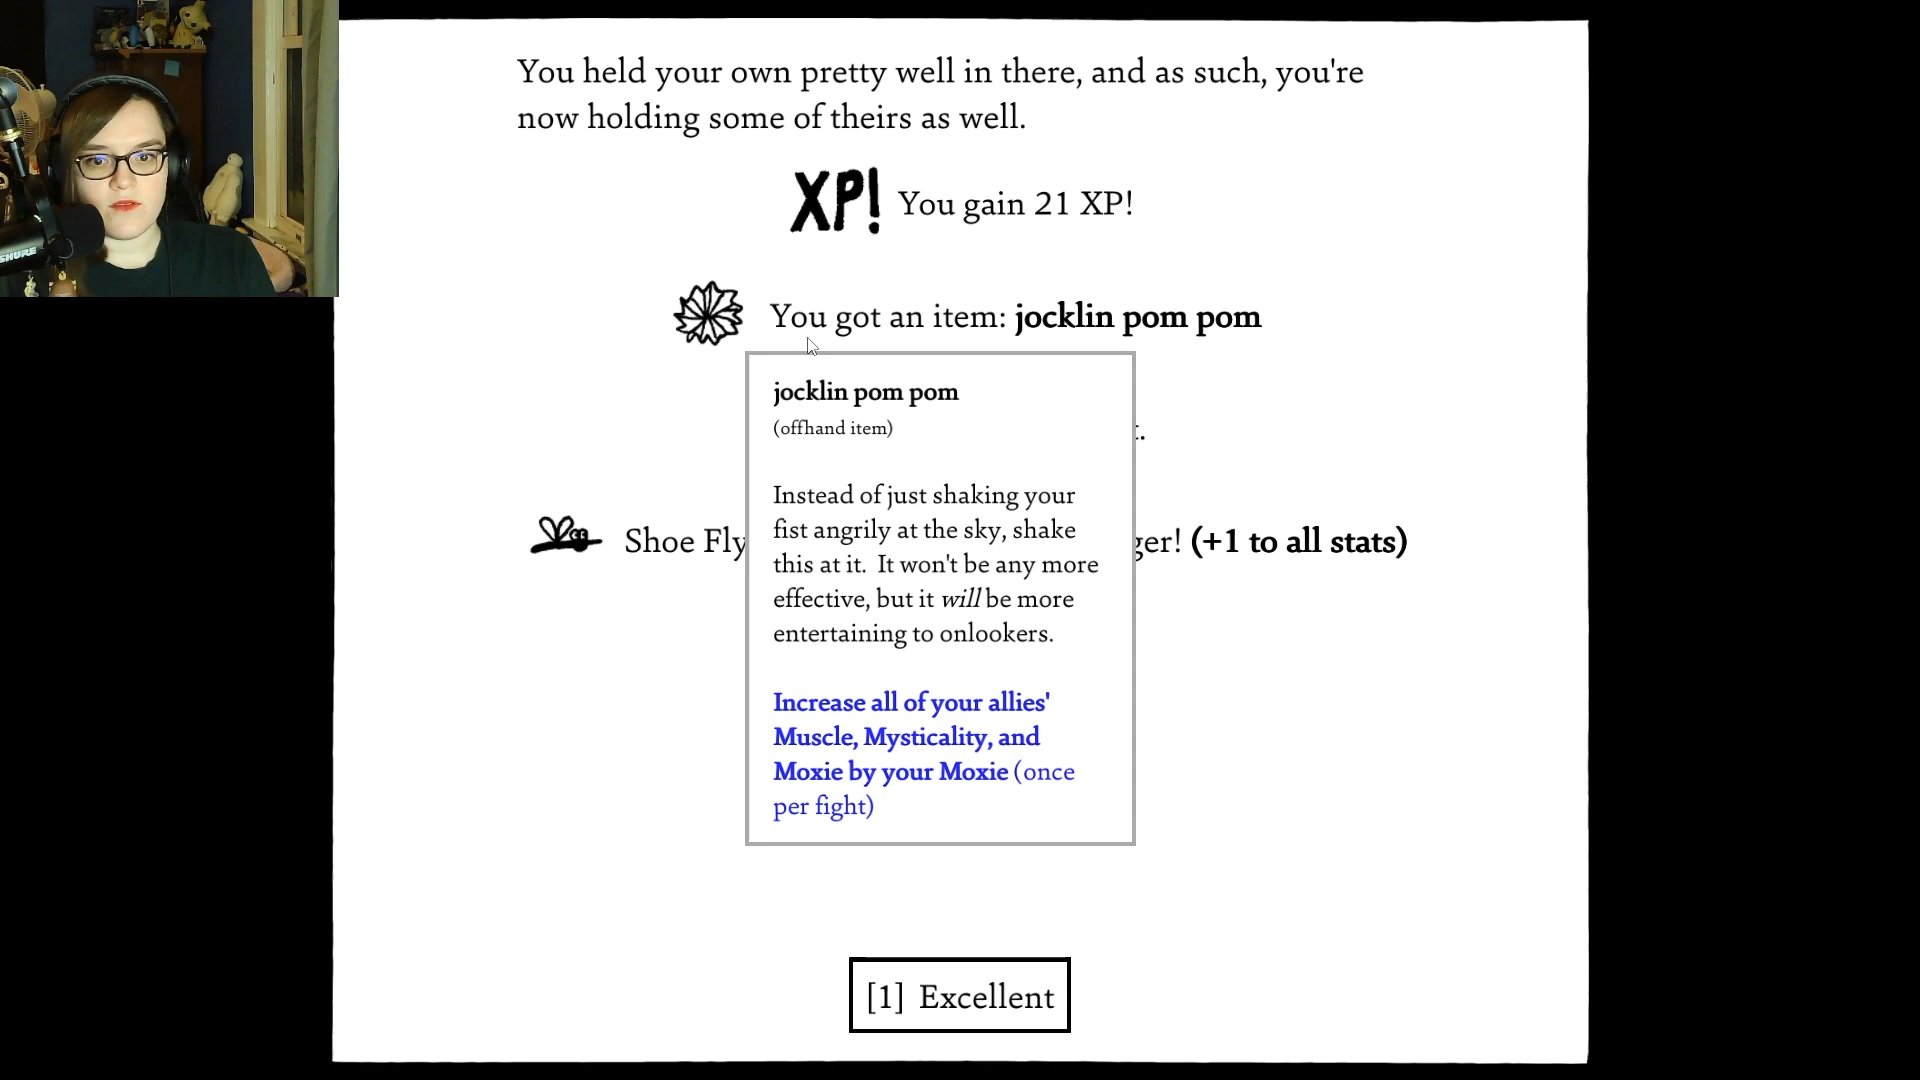 You held your own pretty well in there, and as such, you're
now holding some of theirs as well.
XP! You gain 21 XP!
You got an item: jocklin pom pom
jocklin pom pom
(offhand item)
Instead of just shaking your
fist angrily at the sky, shake
this at it. It won't be any more
effective, but it will be more
entertaining to onlookers.
Increase all of your allies'
Muscle, Mysticality, and
Moxie by your Moxie (once
per fight)
Shoe Fly
(+1 to all stats)
[1] Excellent
SHURE